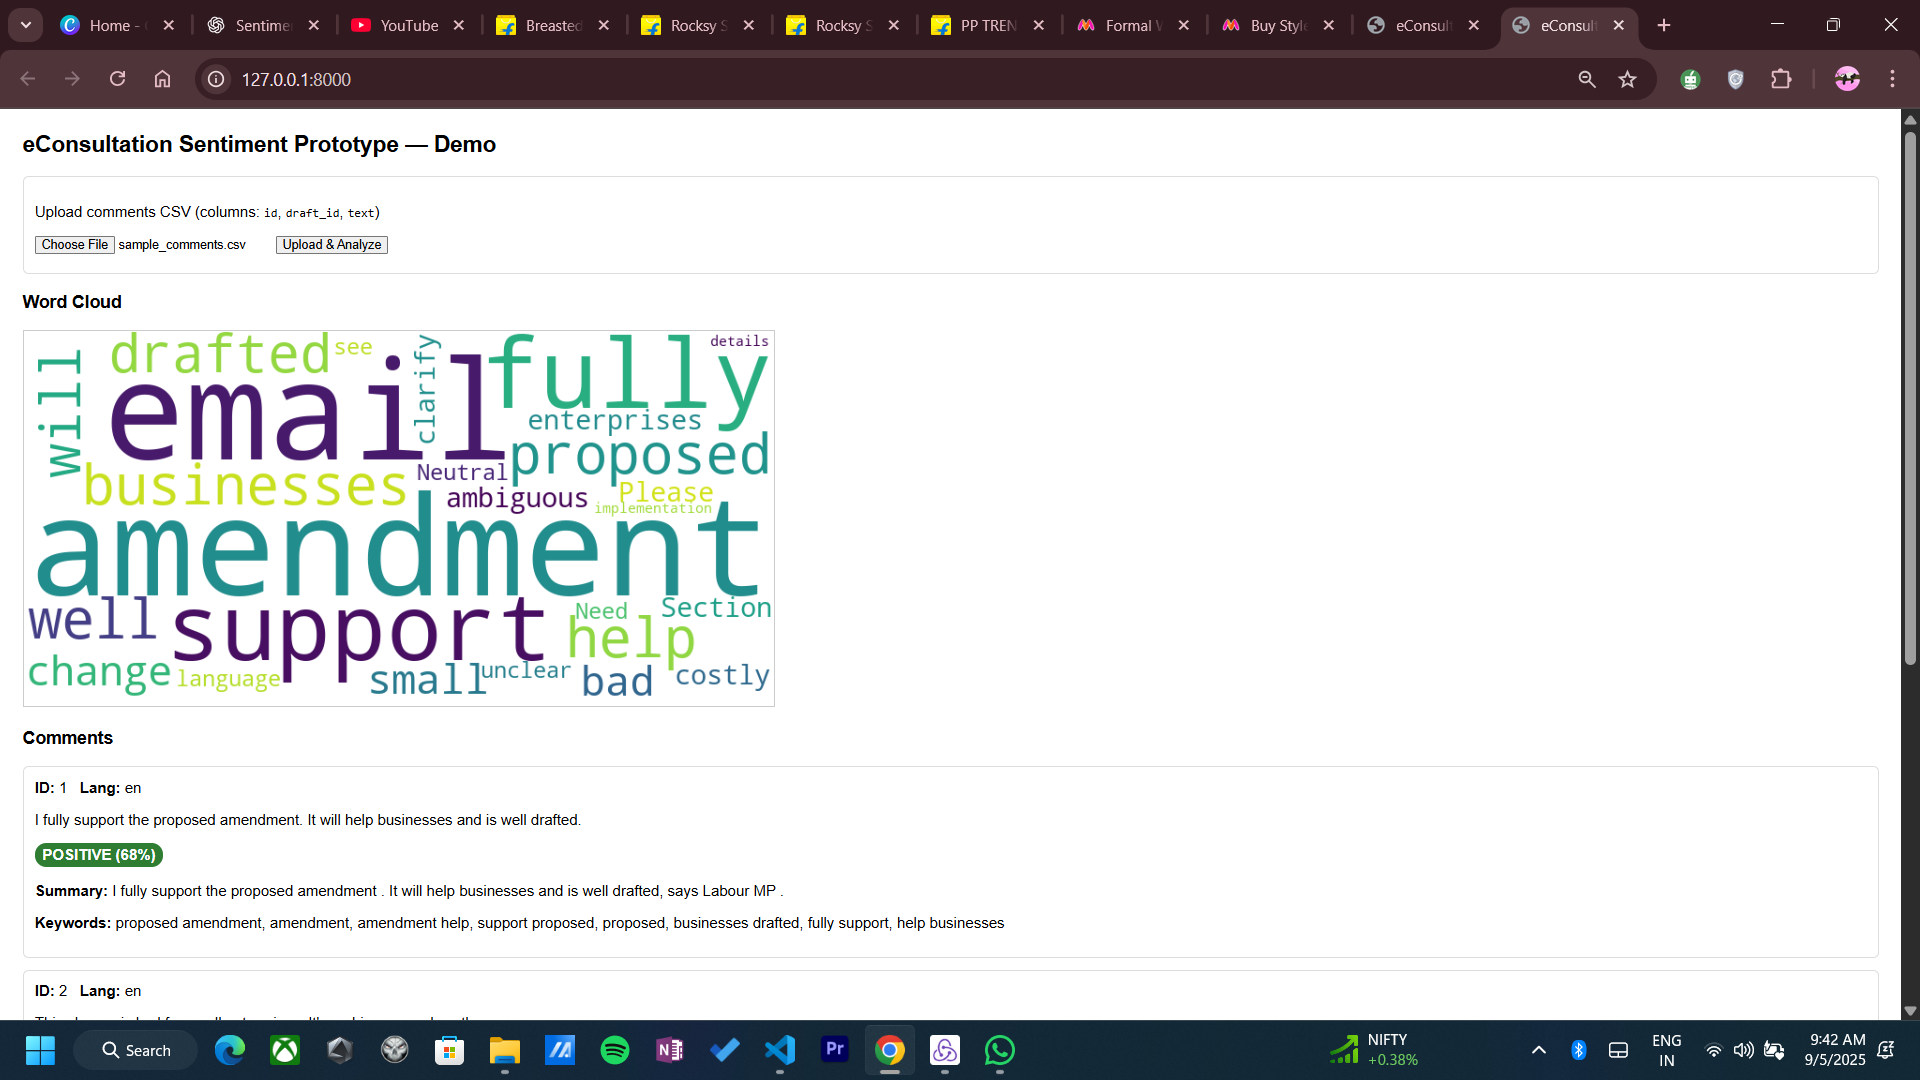 Home - 
Sentime
YouTube
Breasted
Rocksy S
Rocksy S
PP TREN
Formal W
Buy Style
eConsult
eConsult
127.0.0.1:8000
eConsultation Sentiment Prototype — Demo
Upload comments CSV (columns: id, draft_id, text)
Choose File sample_comments.csv Upload & Analyze
Word Cloud
will
drafted
see
clarify
fully
details
email
enterprises
proposed
businesses
Neutral
ambiguous
Please
implementation
amendment
well
support
Need
Section
help
change
language
small
unclear
bad
costly
Comments
ID: 1 Lang: en
I fully support the proposed amendment. It will help businesses and is well drafted.
POSITIVE (68%)
Summary: I fully support the proposed amendment . It will help businesses and is well drafted, says Labour MP .
Keywords: proposed amendment, amendment, amendment help, support proposed, proposed, businesses drafted, fully support, help businesses
ID: 2 Lang: en
Search
Pr
NIFTY
+0.38%
ENG
IN
9:42 AM
9/5/2025